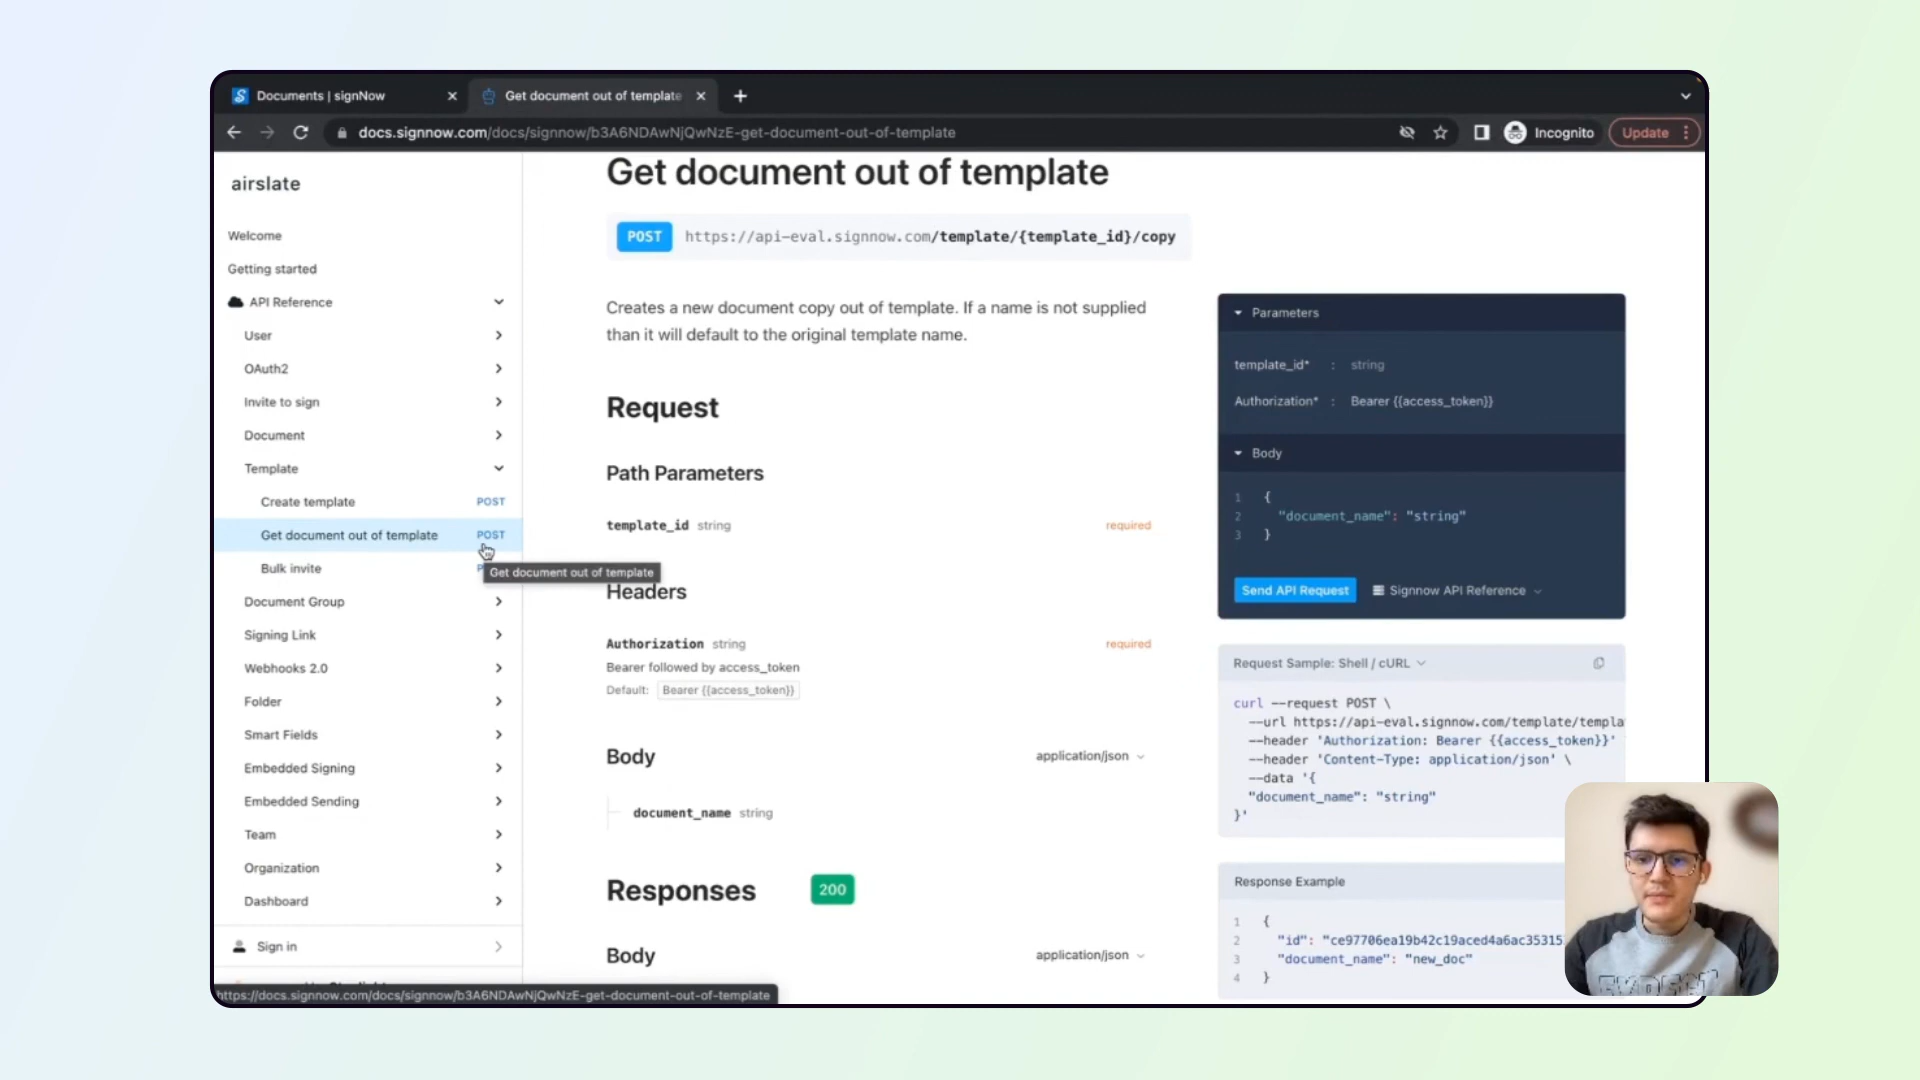 Documents | signNow
Get document out of template
docs.signnow.com/docs/signnow/b3A6NDAwNjQwNzE-get-document-out-of-template
Incognito
Update
airslate
Welcome
Getting started
API Reference
User
OAuth2
Invite to sign
Document
Template
Create template POST
Get document out of template POST
Bulk invite
Get document out of template
Document Group
Signing Link
Webhooks 2.0
Folder
Smart Fields
Embedded Signing
Embedded Sending
Team
Organization
Dashboard
Sign in
https://docs.signnow.com/docs/signnow/b3A6NDAwNjQwNzE-get-document-out-of-template
Get document out of template
POST https://api-eval.signnow.com/template/{template_id}/copy
Creates a new document copy out of template. If a name is not supplied
than it will default to the original template name.
Request
Path Parameters
template_id string required
Headers
Authorization string required
Bearer followed by access_token
Default: Bearer {{access_token}}
Body application/json
document_name string
Responses 200
Body application/json
Parameters
template_id* : string
Authorization* : Bearer {{access_token}}
Body
1 {
2 "document_name": "string"
3 }
Send API Request Signnow API Reference
Request Sample: Shell / cURL
curl --request POST \
--url https://api-eval.signnow.com/template/templa
--header 'Authorization: Bearer {{access_token}}'
--header 'Content-Type: application/json' \
--data '{
"document_name": "string"
}'
Response Example
1 {
2 "id": "ce97706ea19b42c19aced4a6ac35315
3 "document_name": "new_doc"
4 }